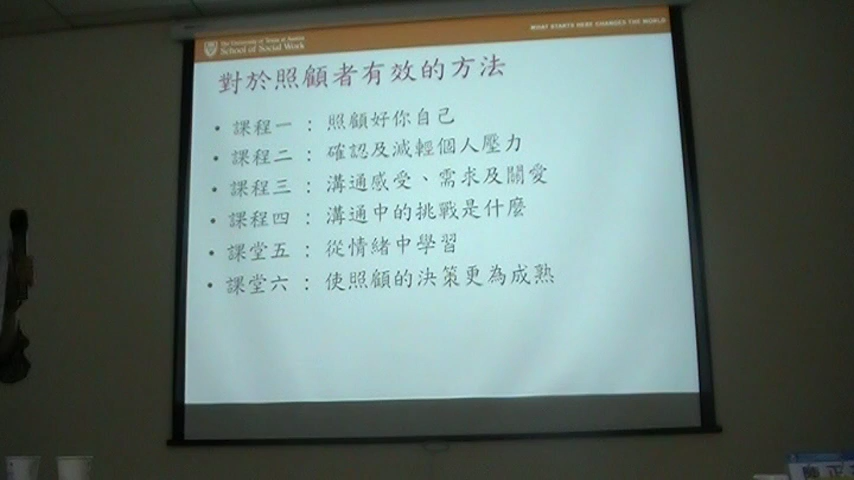 The University of Texas at Austin
School of Social Work
WHAT STARTS HERE CHANGES THE WORLD
對於照顧者有效的方法
• 課程一 : 照顧好你自己
• 課程二 : 確認及減輕個人壓力
• 課程三 : 溝通感受、需求及關愛
• 課程四 : 溝通中的挑戰是什麼
• 課堂五 : 從情緒中學習
• 課堂六 : 使照顧的決策更為成熟
陳正